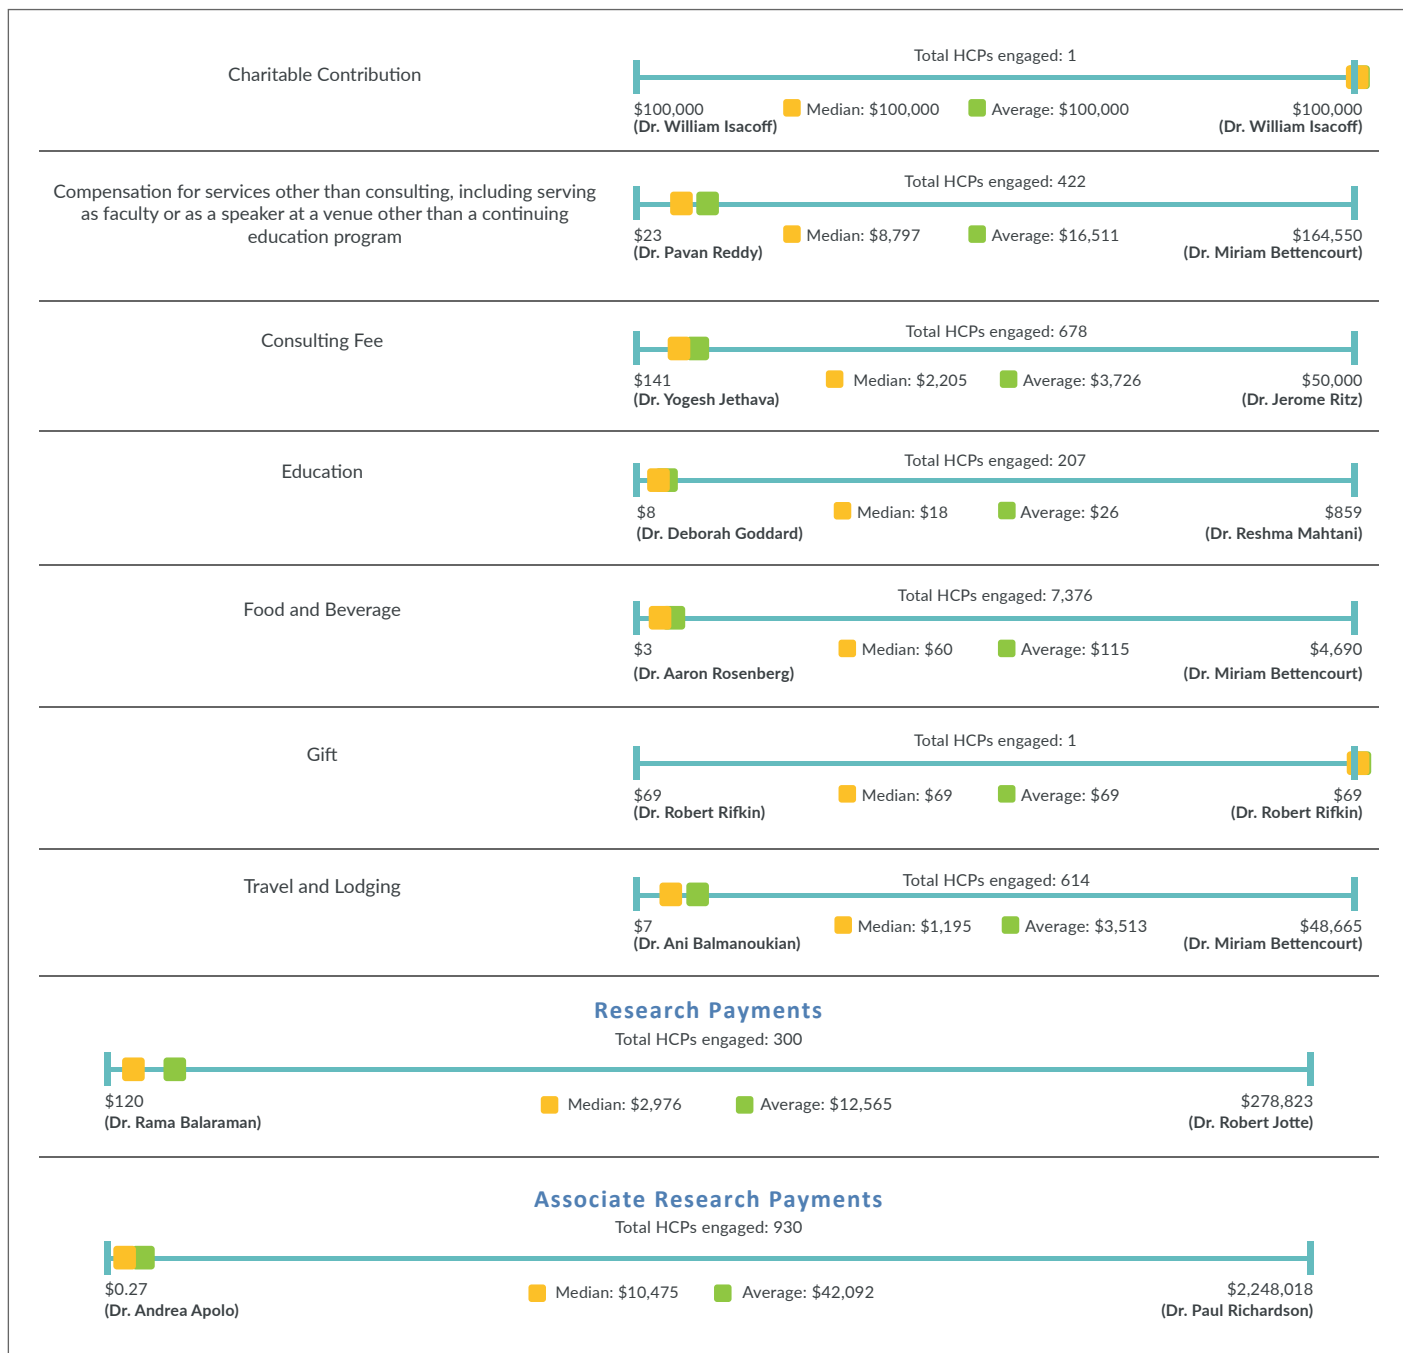 Charitable Contribution
Total HCPs engaged: 1
$100,000
Median: $100,000
Average: $100,000
$100,000
(Dr. William Isacoff)
(Dr. William Isacoff)
Compensation for services other than consulting, including serving
as faculty or as a speaker at a venue other than a continuing
education program
Total HCPs engaged: 422
$23
Median: $8,797
Average: $16,511
$164,550
(Dr. Pavan Reddy)
(Dr. Miriam Bettencourt)
Consulting Fee
Total HCPs engaged: 678
$141
Median: $2,205
Average: $3,726
$50,000
(Dr. Yogesh Jethava)
(Dr. Jerome Ritz)
Education
Total HCPs engaged: 207
$8
Median: $18
Average: $26
$859
(Dr. Deborah Goddard)
(Dr. Reshma Mahtani)
Food and Beverage
Total HCPs engaged: 7,376
$3
Median: $60
Average: $115
$4,690
(Dr. Aaron Rosenberg)
(Dr. Miriam Bettencourt)
Gift
Total HCPs engaged: 1
$69
Median: $69
Average: $69
$69
(Dr. Robert Rifkin)
(Dr. Robert Rifkin)
Travel and Lodging
Total HCPs engaged: 614
$7
Median: $1,195
Average: $3,513
$48,665
(Dr. Ani Balmanoukian)
(Dr. Miriam Bettencourt)
Research Payments
Total HCPs engaged: 300
$120
Median: $2,976
Average: $12,565
$278,823
(Dr. Rama Balaraman)
(Dr. Robert Jotte)
Associate Research Payments
Total HCPs engaged: 930
$0.27
Median: $10,475
Average: $42,092
$2,248,018
(Dr. Andrea Apolo)
(Dr. Paul Richardson)